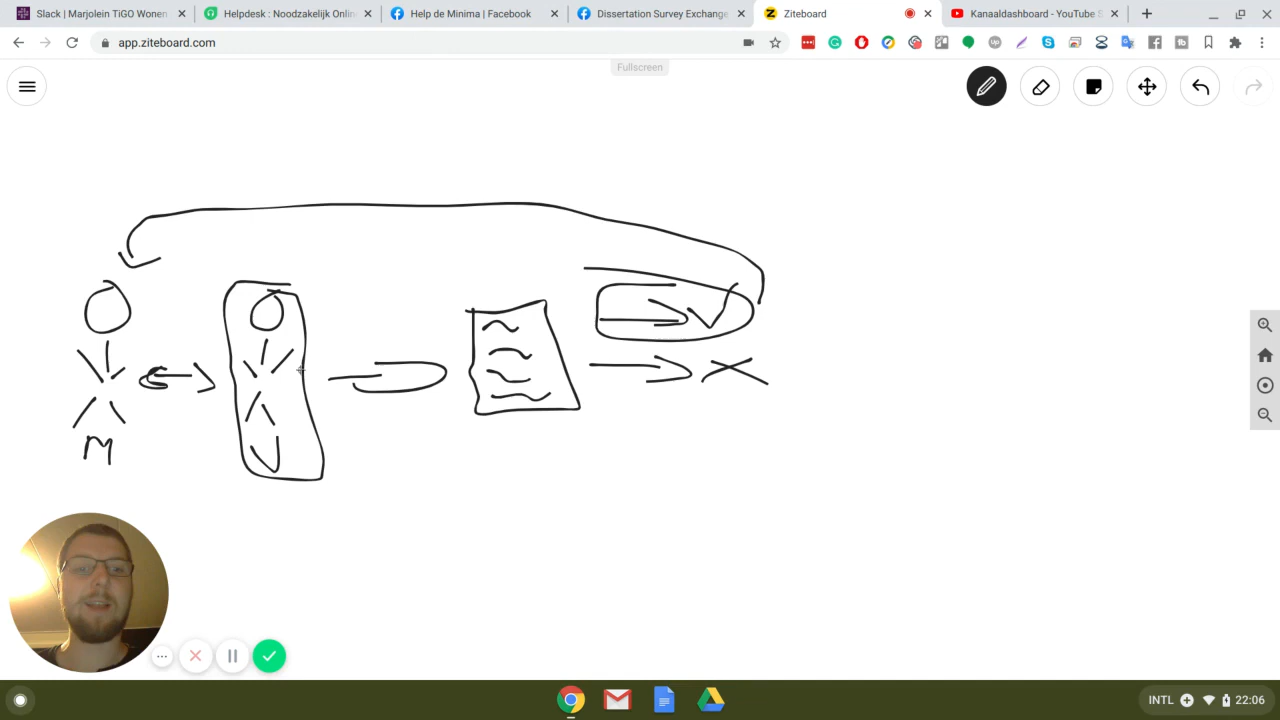 Slack | Marjolein TiGO Wonen
Helpdesk : Noodzakelijk Onlin
Help de Minima | Facebook
Dissertation Survey Exchange
Ziteboard
Kanaaldashboard - YouTube S
app.ziteboard.com
Fullscreen
M
V
INTL
22:06